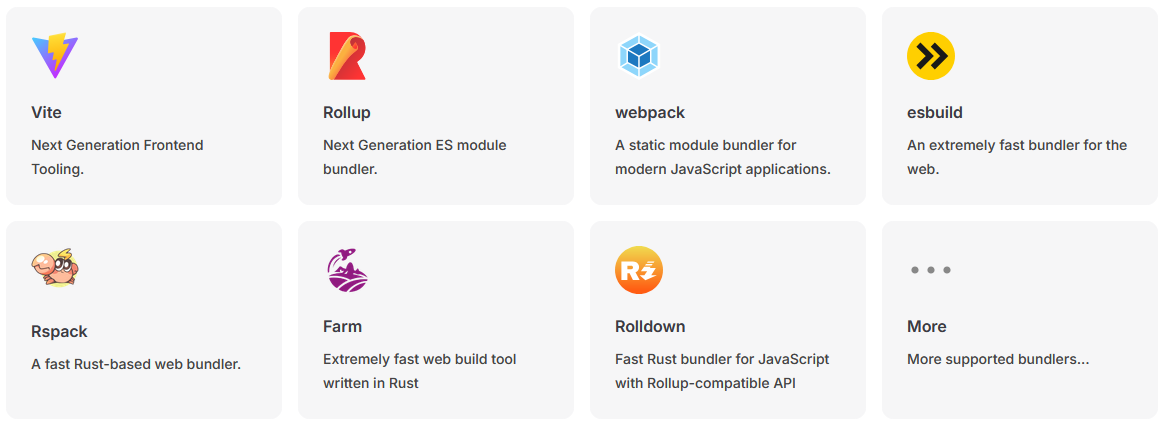 Vite
Next Generation Frontend
Tooling.
Rollup
Next Generation ES module
bundler.
webpack
A static module bundler for
modern JavaScript applications.
esbuild
An extremely fast bundler for the
web.
Rspack
A fast Rust-based web bundler.
Farm
Extremely fast web build tool
written in Rust
Rolldown
Fast Rust bundler for JavaScript
with Rollup-compatible API
More
More supported bundlers...